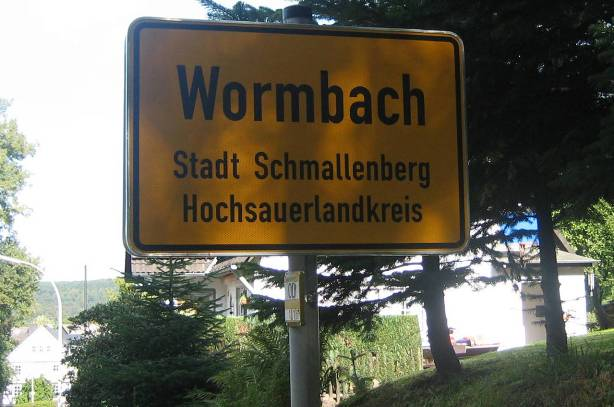 Wormbach
Stadt Schmallenberg
Hochsauerlandkreis